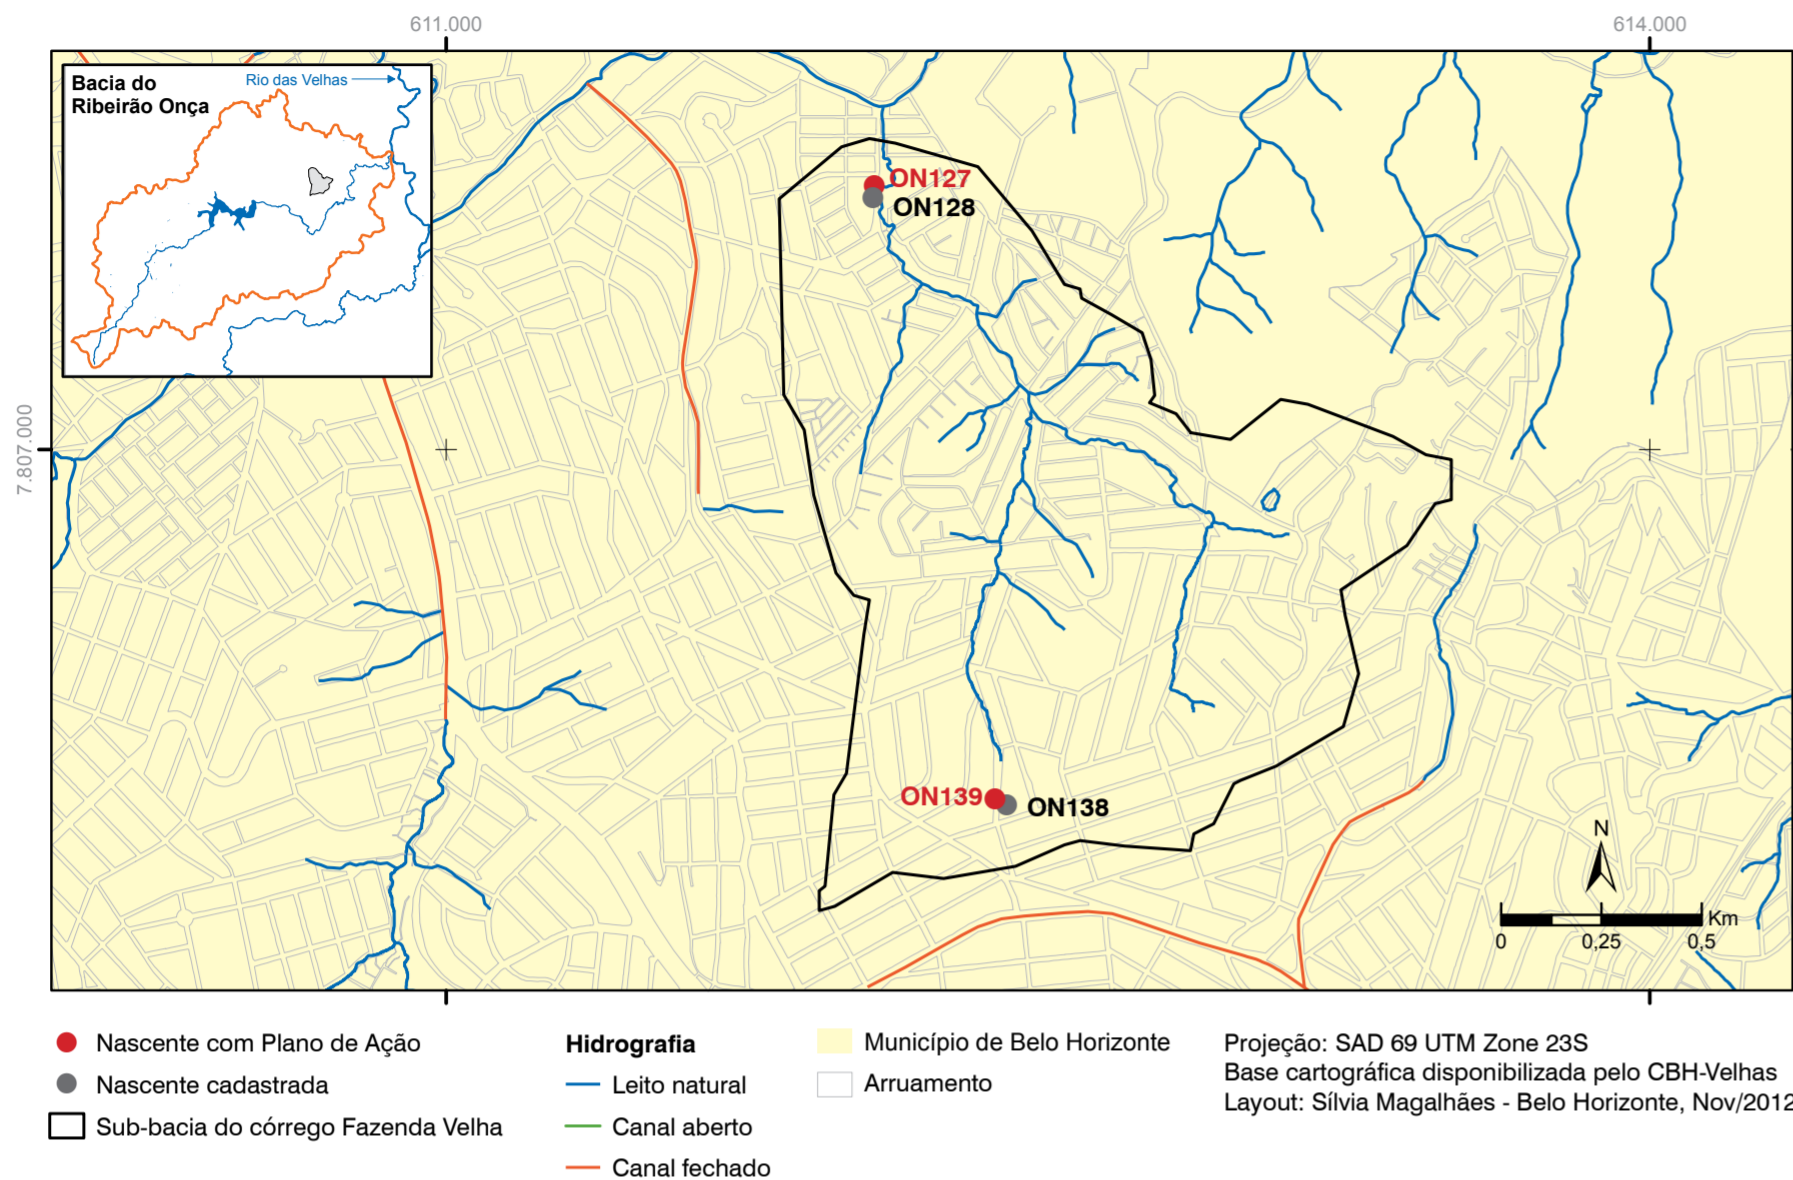 611.000
614.000
Bacia do
Ribeirão Onça
Rio das Velhas
ON127
ON128
7.807.000
ON139
ON138
N
Km
0
0,25
0,5
Nascente com Plano de Ação
Nascente cadastrada
Sub-bacia do córrego Fazenda Velha
Hidrografia
Leito natural
Canal aberto
Canal fechado
Município de Belo Horizonte
Arruamento
Projeção: SAD 69 UTM Zone 23S
Base cartográfica disponibilizada pelo CBH-Velhas
Layout: Sílvia Magalhães - Belo Horizonte, Nov/2012